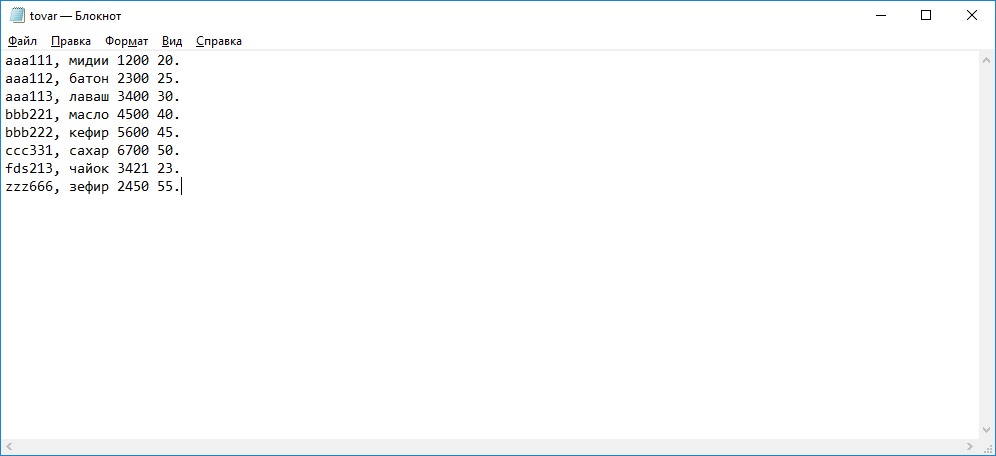 tovar — Блокнот
Файл Правка Формат Вид Справка
aaa111, мидии 1200 20.
aaa112, батон 2300 25.
aaa113, лаваш 3400 30.
bbb221, масло 4500 40.
bbb222, кефир 5600 45.
ccc331, сахар 6700 50.
fds213, чайок 3421 23.
zzz666, зефир 2450 55.